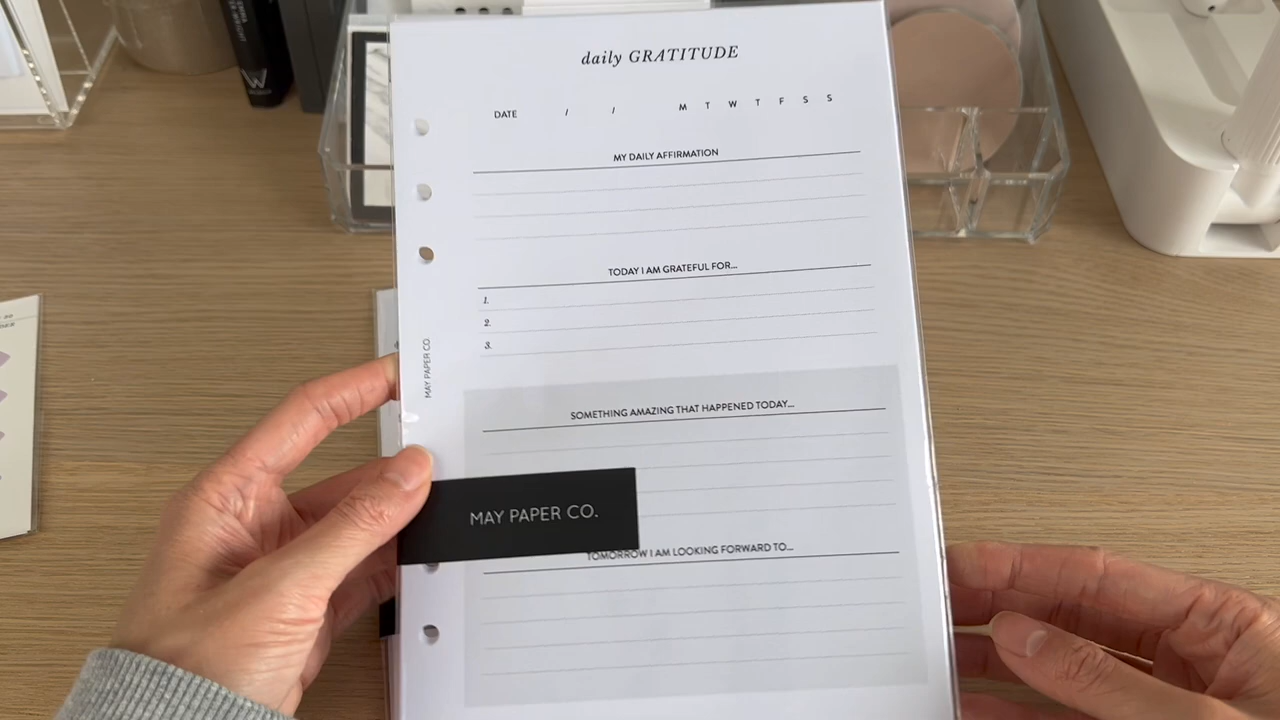 daily GRATITUDE
DATE / / M T W T F S S
MY DAILY AFFIRMATION
TODAY I AM GRATEFUL FOR...
1.
2.
3.
MAY PAPER CO.
SOMETHING AMAZING THAT HAPPENED TODAY...
MAY PAPER CO.
TOMORROW I AM LOOKING FORWARD TO...